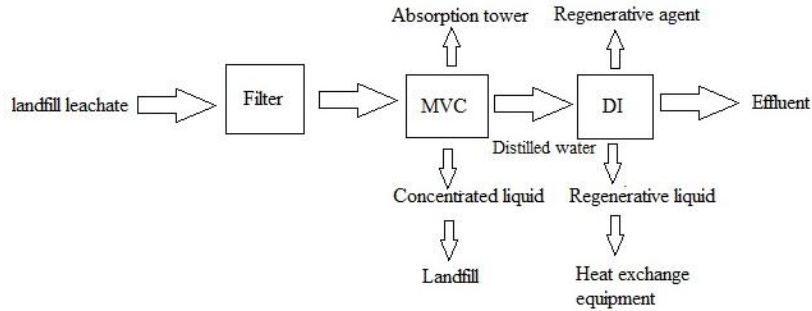 Absorption tower
Regenerative agent
landfill leachate
Filter
MVC
DI
Effluent
Distilled water
Concentrated liquid
Regenerative liquid
Landfill
Heat exchange
equipment